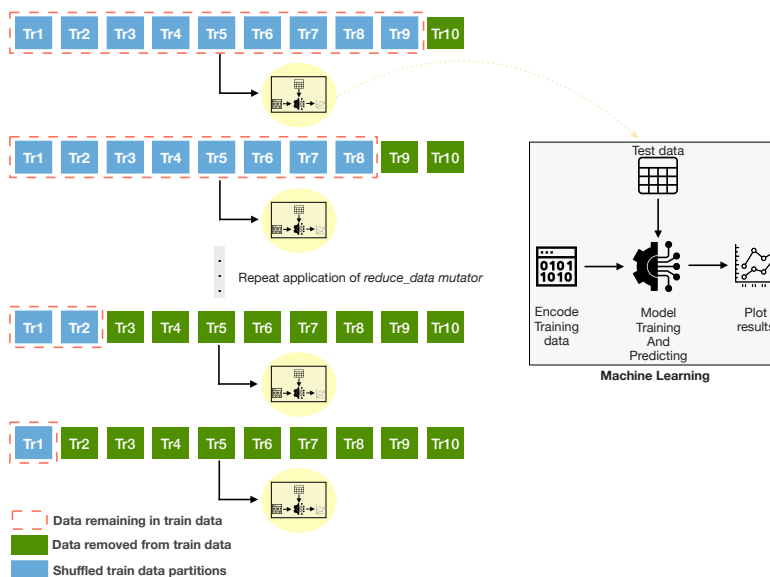 Tr1 Tr2 Tr3 Tr4 Tr5 Tr6 Tr7 Tr8 Tr9 Tr10
Tr1 Tr2 Tr3 Tr4 Tr5 Tr6 Tr7 Tr8 Tr9 Tr10
Repeat application of reduce_data mutator
Tr1 Tr2 Tr3 Tr4 Tr5 Tr6 Tr7 Tr8 Tr9 Tr10
Tr1 Tr2 Tr3 Tr4 Tr5 Tr6 Tr7 Tr8 Tr9 Tr10
Data remaining in train data
Data removed from train data
Shuffled train data partitions
Test data
0101
1010
Encode
Training
data
Model
Training
And
Predicting
Plot
results
Machine Learning